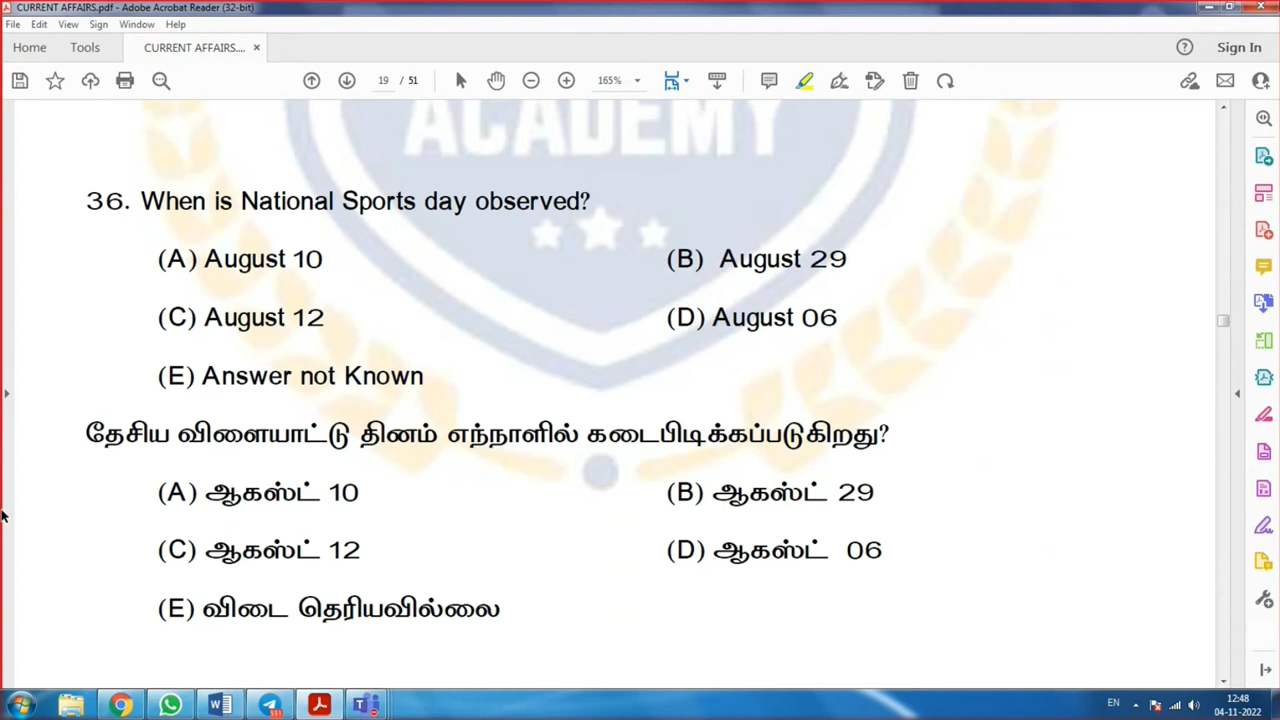 CURRENT AFFAIRS.pdf - Adobe Acrobat Reader (32-bit)
File Edit View Sign Window Help
Home Tools CURRENT AFFAIRS.... × Sign In
19 / 51 165%
ACADEMY
36. When is National Sports day observed?
(A) August 10 (B) August 29
(C) August 12 (D) August 06
(E) Answer not Known
தேசிய விளையாட்டு தினம் எந்நாளில் கடைபிடிக்கப்படுகிறது?
(A) ஆகஸ்ட் 10 (B) ஆகஸ்ட் 29
(C) ஆகஸ்ட் 12 (D) ஆகஸ்ட் 06
(E) விடை தெரியவில்லை
EN 12:48
04-11-2022